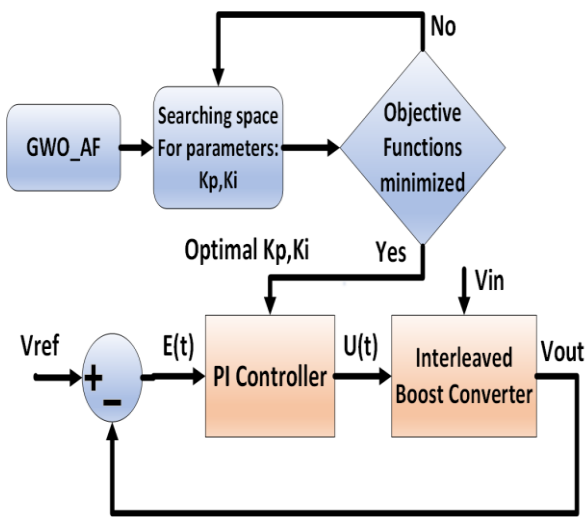 No
GWO_AF
Searching space
For parameters:
Kp,Ki
Objective
Functions
minimized
Optimal Kp,Ki
Yes
Vin
Vref
+
-
E(t)
PI Controller
U(t)
Interleaved
Boost Converter
Vout